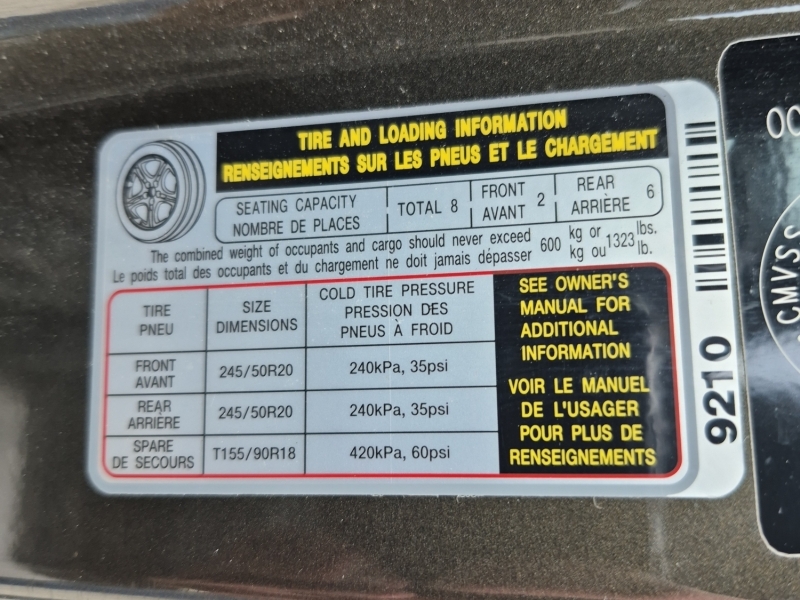 TIRE AND LOADING INFORMATION
RENSEIGNEMENTS SUR LES PNEUS ET LE CHARGEMENT
SEATING CAPACITY
NOMBRE DE PLACES
TOTAL 8
FRONT
AVANT
2
REAR
ARRIÈRE
6
The combined weight of occupants and cargo should never exceed
Le poids total des occupants et du chargement ne doit jamais dépasser
600
kg or
kg ou
1323
lbs.
lb.
TIRE
PNEU
SIZE
DIMENSIONS
COLD TIRE PRESSURE
PRESSION DES
PNEUS À FROID
FRONT
AVANT
245/50R20
240kPa, 35psi
REAR
ARRIÈRE
245/50R20
240kPa, 35psi
SPARE
DE SECOURS
T155/90R18
420kPa, 60psi
SEE OWNER'S
MANUAL FOR
ADDITIONAL
INFORMATION
VOIR LE MANUEL
DE L'USAGER
POUR PLUS DE
RENSEIGNEMENTS
9210
CMVSS